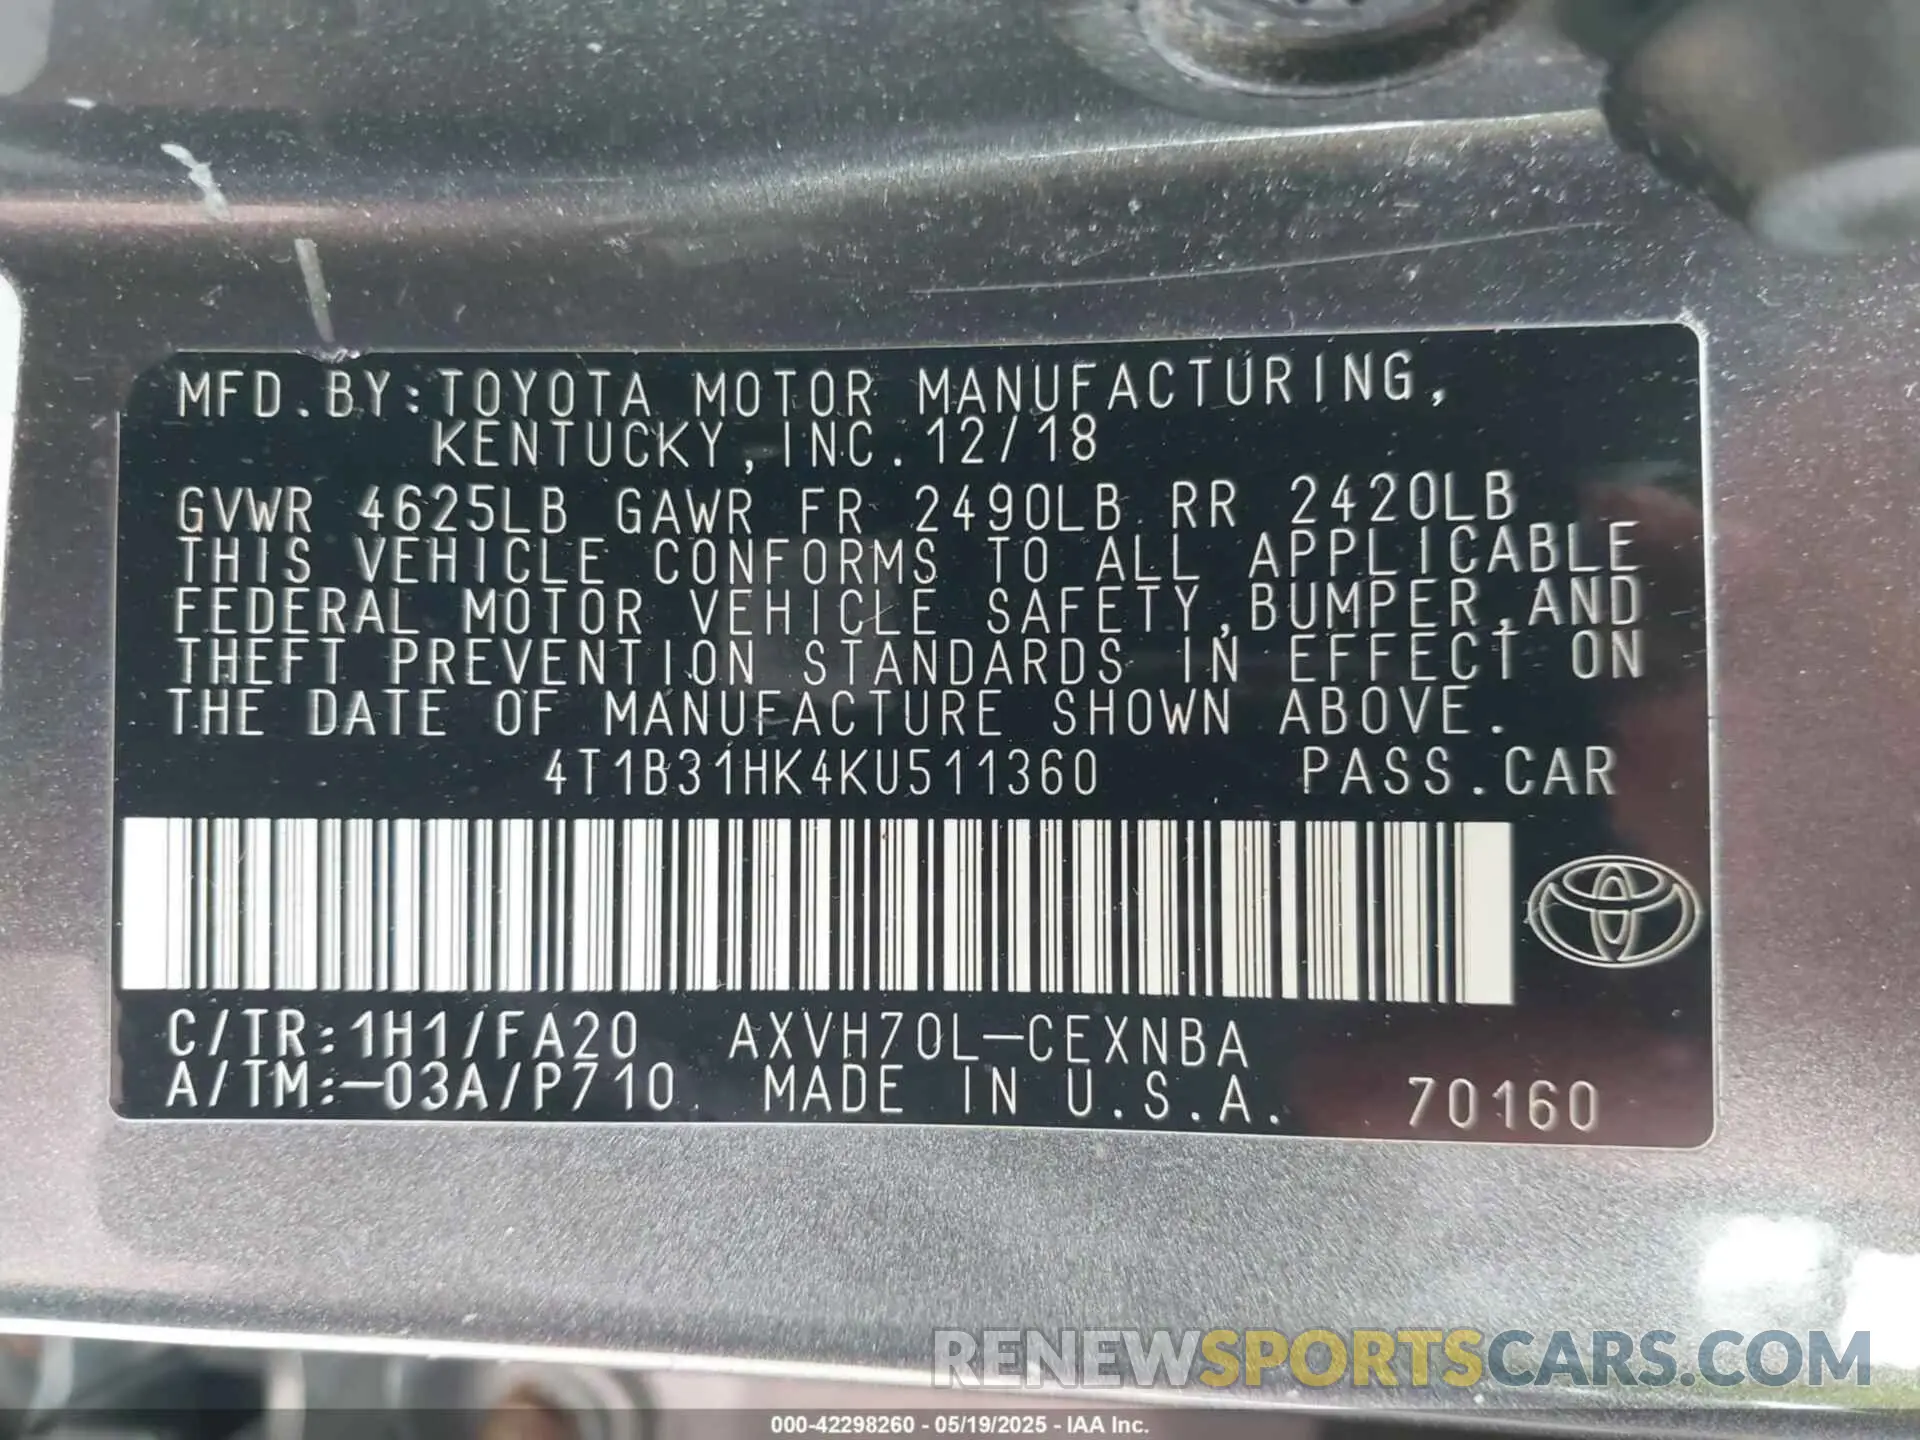 MFD.BY:TOYOTA MOTOR MANUFACTURING,
KENTUCKY,INC. 12/18
GVWR 4625LB GAWR FR 2490LB RR 2420LB
THIS VEHICLE CONFORMS TO ALL APPLICABLE
FEDERAL MOTOR VEHICLE SAFETY,BUMPER,AND
THEFT PREVENTION STANDARDS IN EFFECT ON
THE DATE OF MANUFACTURE SHOWN ABOVE.
4T1B31HK4KU511360 PASS.CAR
C/TR:1H1/FA20 AXVH70L-CEXNBA
A/TM:-03A/P710 MADE IN U.S.A. 70160
RENEWSPORTSCARS.COM
000-42298260 - 05/19/2025 - IAA Inc.